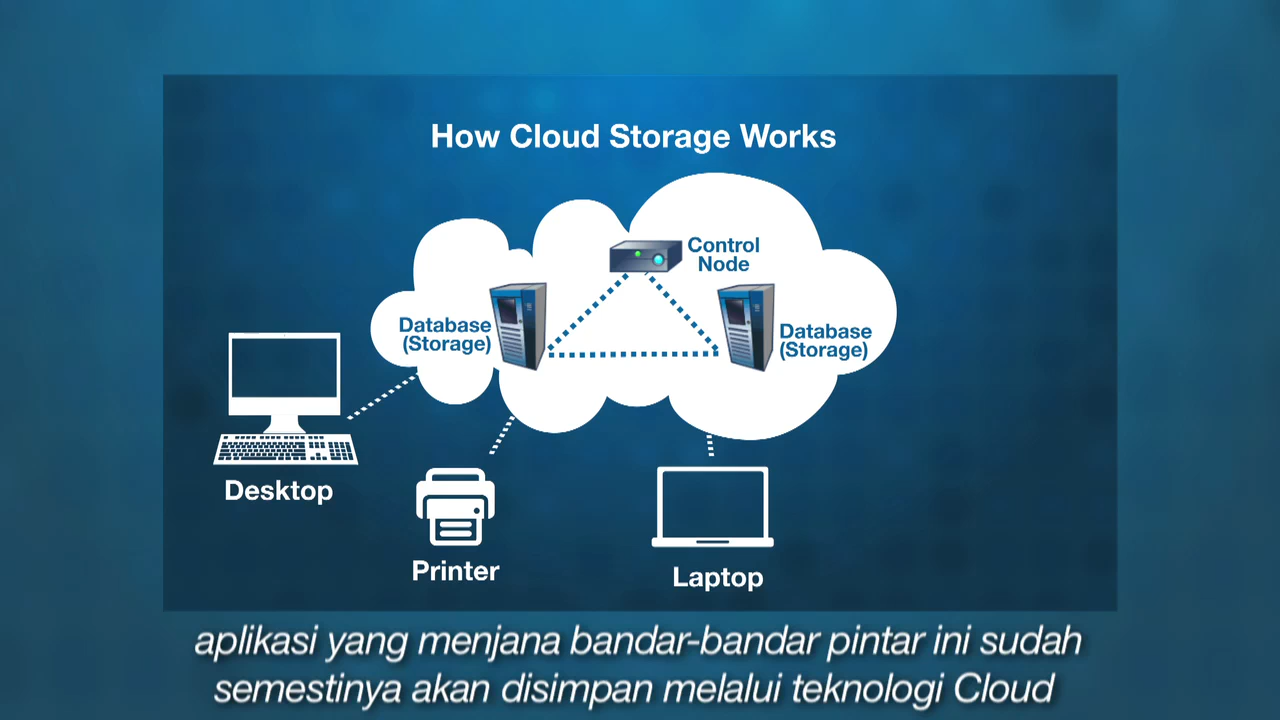 How Cloud Storage Works
Control
Node
Database
(Storage)
Database
(Storage)
Desktop
Printer
Laptop
aplikasi yang menjana bandar-bandar pintar ini sudah
semestinya akan disimpan melalui teknologi Cloud